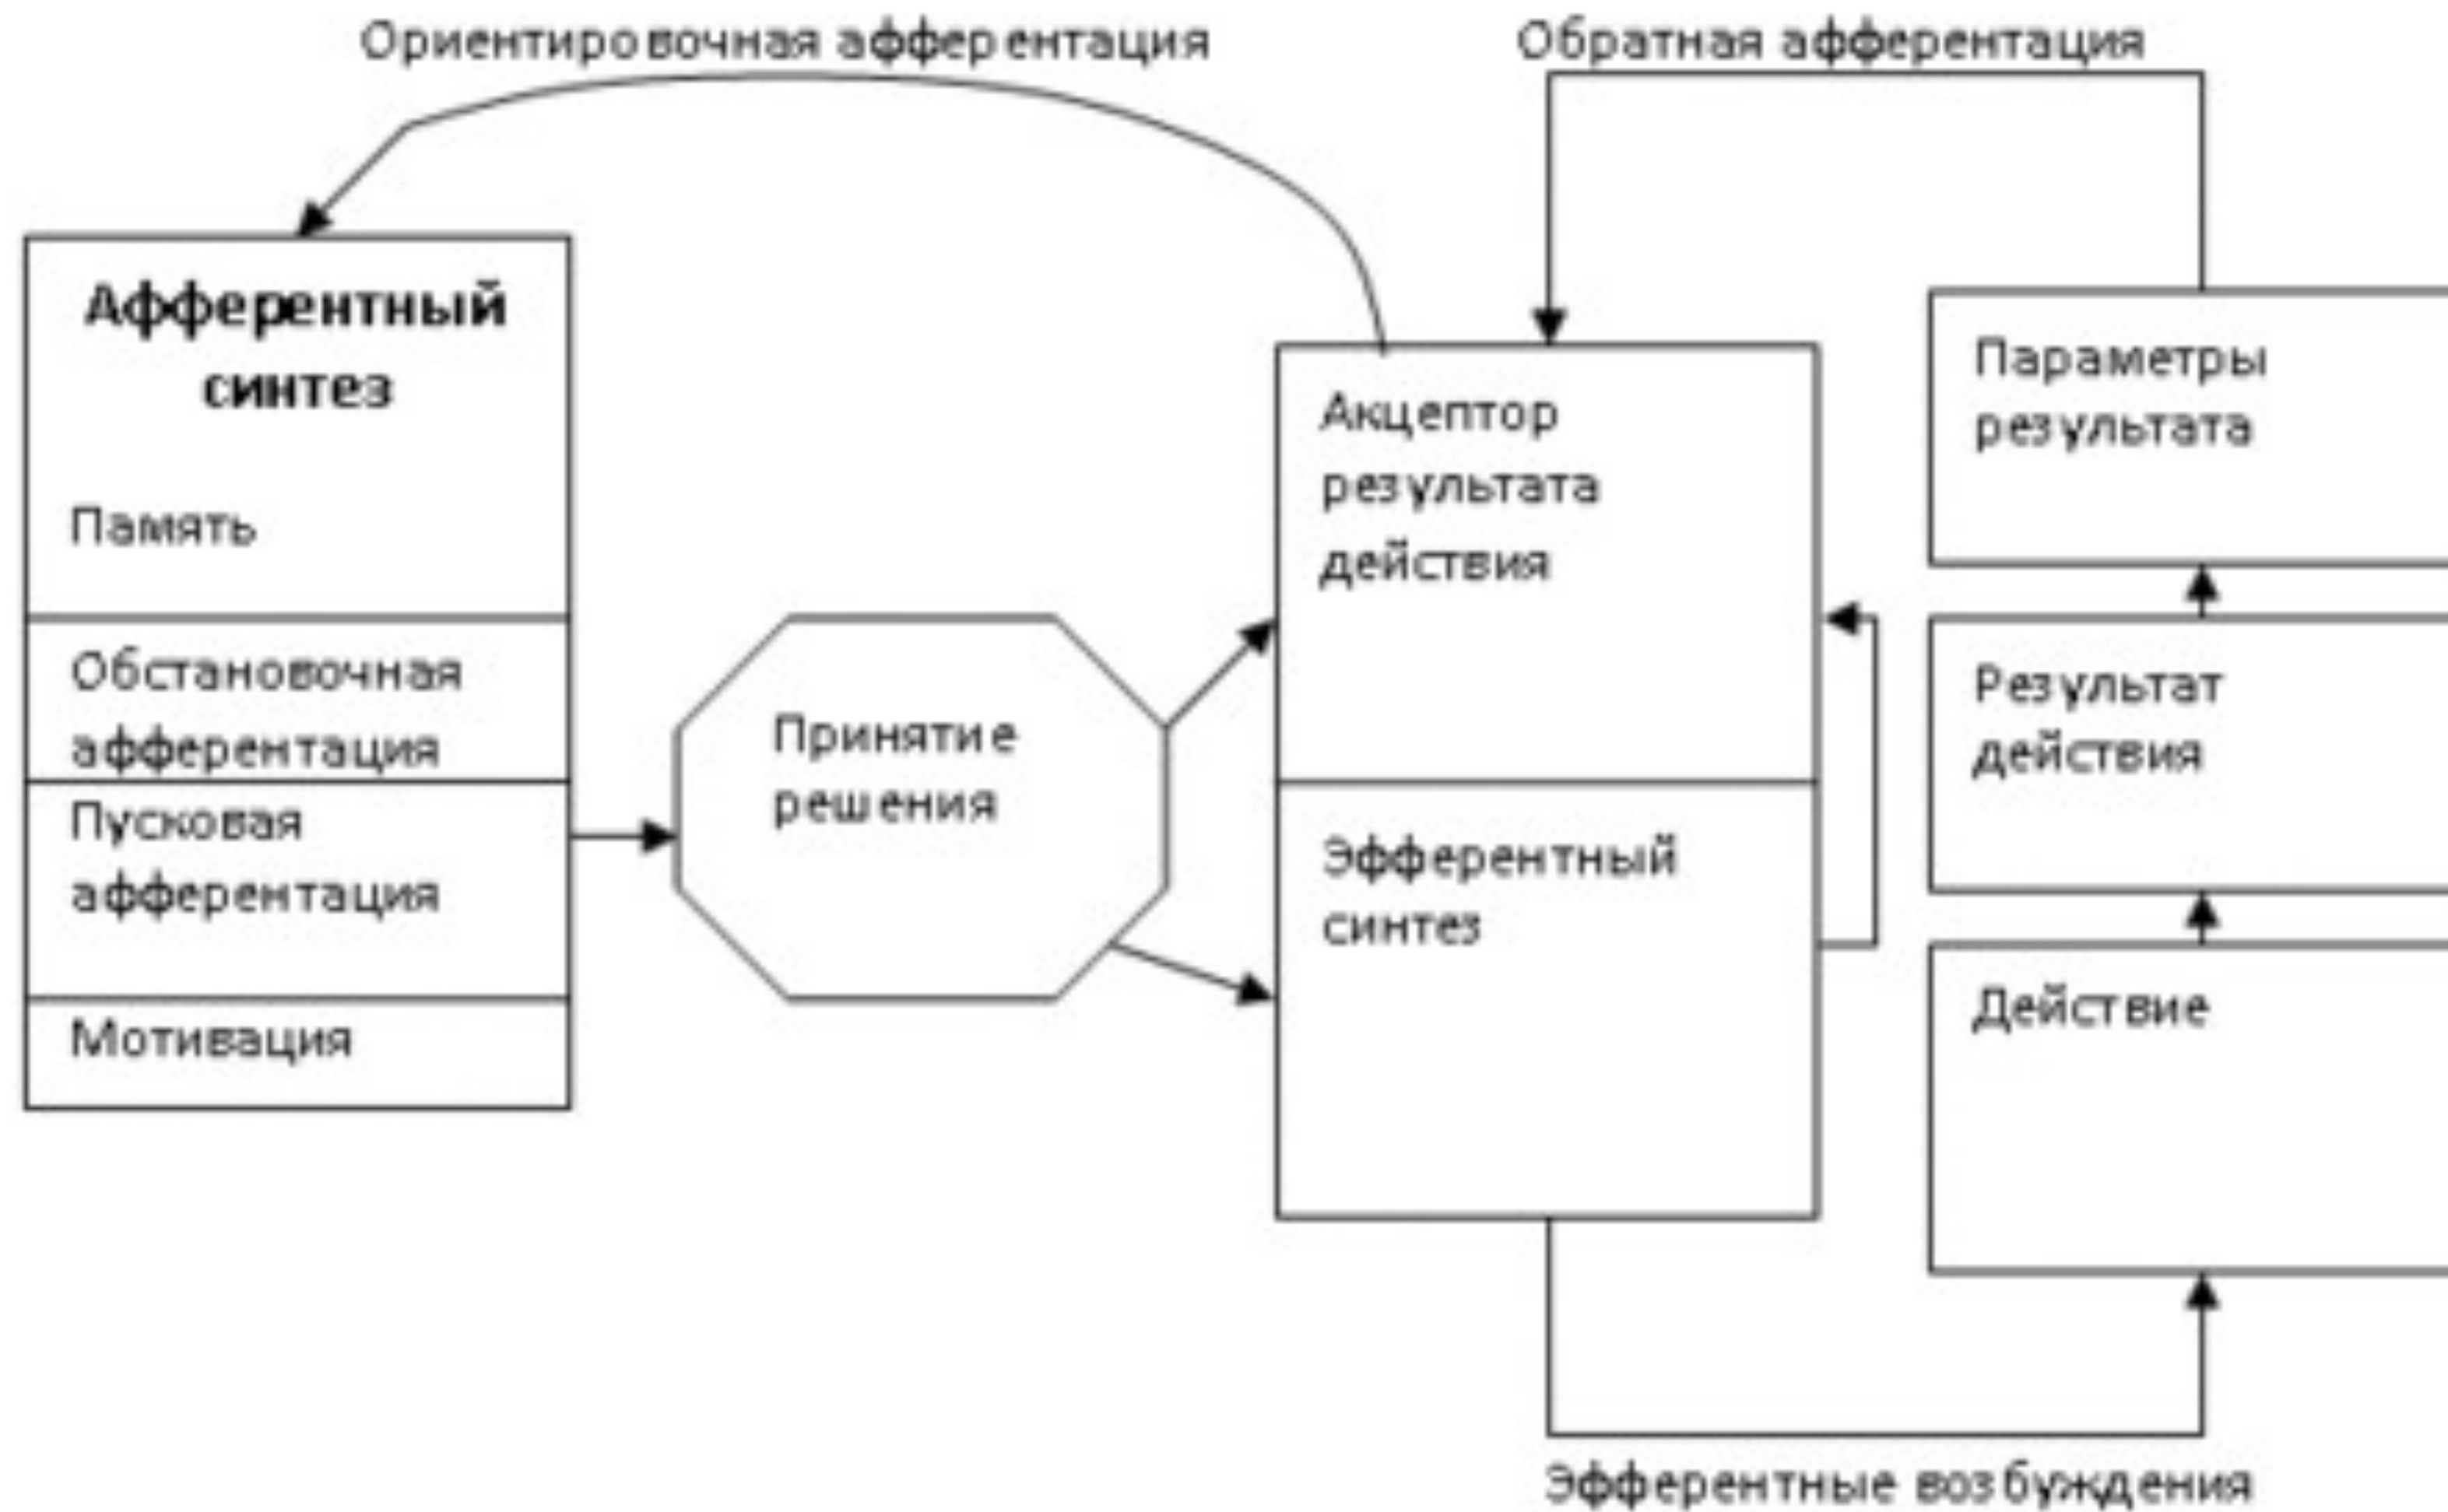 Ориентировочная афферентация
Обратная афферентация
Афферентный
синтез
Память
Обстановочная
афферентация
Пусковая
афферентация
Мотивация
Принятие
решения
Акцептор
результата
действия
Эфферентный
синтез
Параметры
результата
Результат
действия
Действие
Эфферентные возбуждения